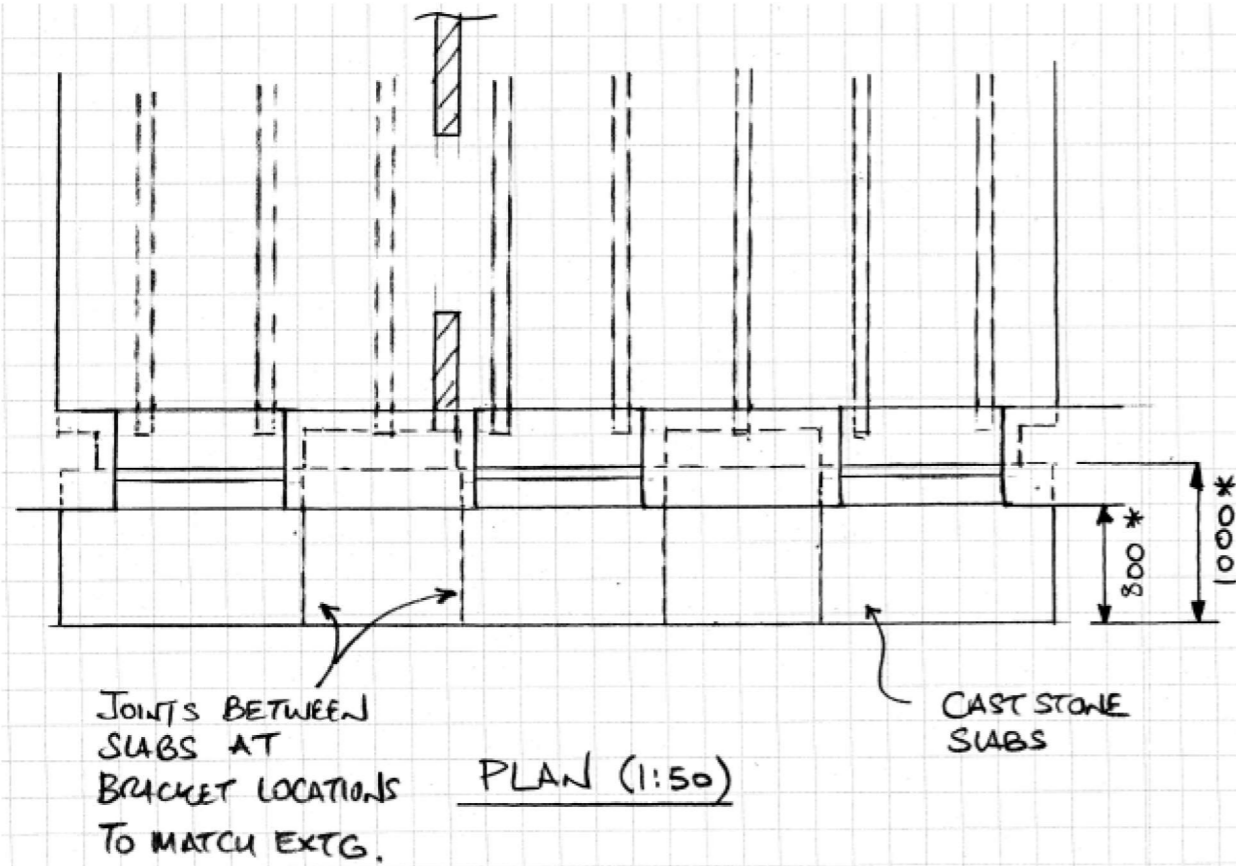 800 *
1000 *
JOINTS BETWEEN
SLABS AT
BRACKET LOCATIONS
TO MATCH EXTG.
PLAN (1:50)
CAST STONE
SLABS